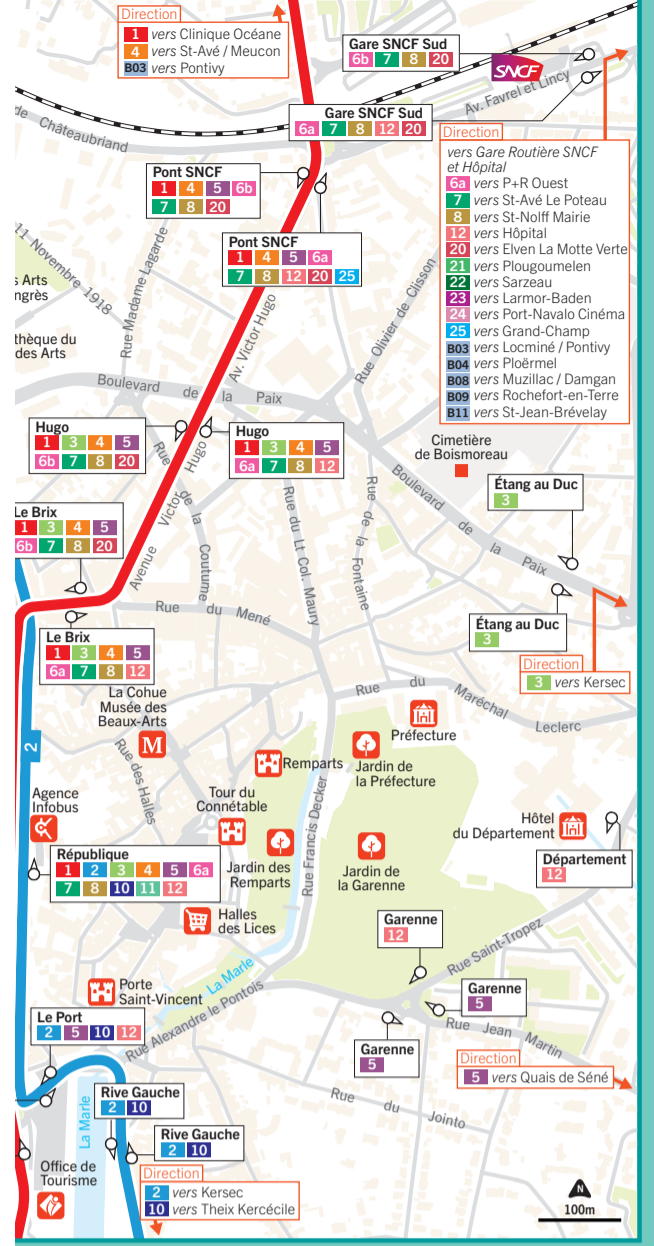 Direction
1 vers Clinique Océane
4 vers St-Avé / Meucon
B03 vers Pontivy
Gare SNCF Sud
6b 7 8 20
SNCF
Av. Favrel et Lincy
de Châteaubriand
Gare SNCF Sud
6a 7 8 12 20
Direction
vers Gare Routière SNCF
et Hôpital
6a vers P+R Ouest
7 vers St-Avé Le Poteau
8 vers St-Nolff Mairie
12 vers Hôpital
20 vers Elven La Motte Verte
21 vers Plougoumelen
22 vers Sarzeau
23 vers Larmor-Baden
24 vers Port-Navalo Cinéma
25 vers Grand-Champ
B03 vers Locminé / Pontivy
B04 vers Ploërmel
B08 vers Muzillac / Damgan
B09 vers Rochefort-en-Terre
B11 vers St-Jean-Brévelay
Pont SNCF
1 4 5 6b
7 8 20
Pont SNCF
1 4 5 6a
7 8 12 20 25
11 Novembre 1918
s Arts
ngrès
Rue Madame Lagarde
Av. Victor Hugo
Rue Olivier de Clisson
thèque du
des Arts
Boulevard de la Paix
Hugo
1 3 4 5
6b 7 8 20
Hugo
1 3 4 5
6a 7 8 12
Cimetière
de Boismoreau
Étang au Duc
3
Boulevard de la Paix
Rue de la Coutume
Rue du Lt Col. Maury
Rue de la Fontaine
Avenue Victor Hugo
Le Brix
1 3 4 5
6b 7 8 20
Rue du Mené
Étang au Duc
3
Le Brix
1 3 4 5
6a 7 8 12
Direction
3 vers Kersec
Rue du Maréchal Leclerc
La Cohue
Musée des
Beaux-Arts
M
2
Préfecture
Rue des Halles
Remparts
Jardin de
la Préfecture
Agence
Infobus
Tour du
Connétable
Rue Francis Decker
Hôtel
du Département
République
1 2 3 4 5 6a
7 8 10 11 12
Jardin des
Remparts
Jardin de
la Garenne
Département
12
Halles
des Lices
Garenne
12
Rue Saint-Tropez
La Marle
Porte
Saint-Vincent
Rue Alexandre le Pontois
Garenne
5
Le Port
2 5 10 12
Rue Jean Martin
Garenne
5
Direction
5 vers Quais de Séné
La Marle
Rive Gauche
2 10
Rue du Jointo
Rive Gauche
2 10
Office de
Tourisme
Direction
2 vers Kersec
10 vers Theix Kercécile
N
100m